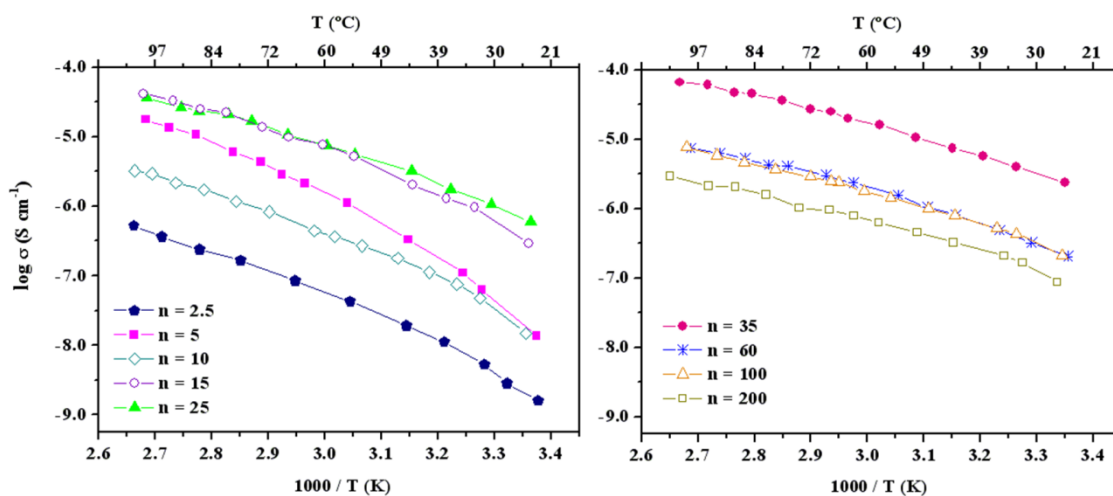 T (ºC)
97 84 72 60 49 39 30 21
-4.0
-5.0
-6.0
-7.0
-8.0
-9.0
log σ (S cm⁻¹)
n = 2.5
n = 5
n = 10
n = 15
n = 25
2.6 2.7 2.8 2.9 3.0 3.1 3.2 3.3 3.4
1000 / T (K)
T (ºC)
97 84 72 60 49 39 30 21
-4.0
-5.0
-6.0
-7.0
-8.0
-9.0
n = 35
n = 60
n = 100
n = 200
2.6 2.7 2.8 2.9 3.0 3.1 3.2 3.3 3.4
1000 / T (K)